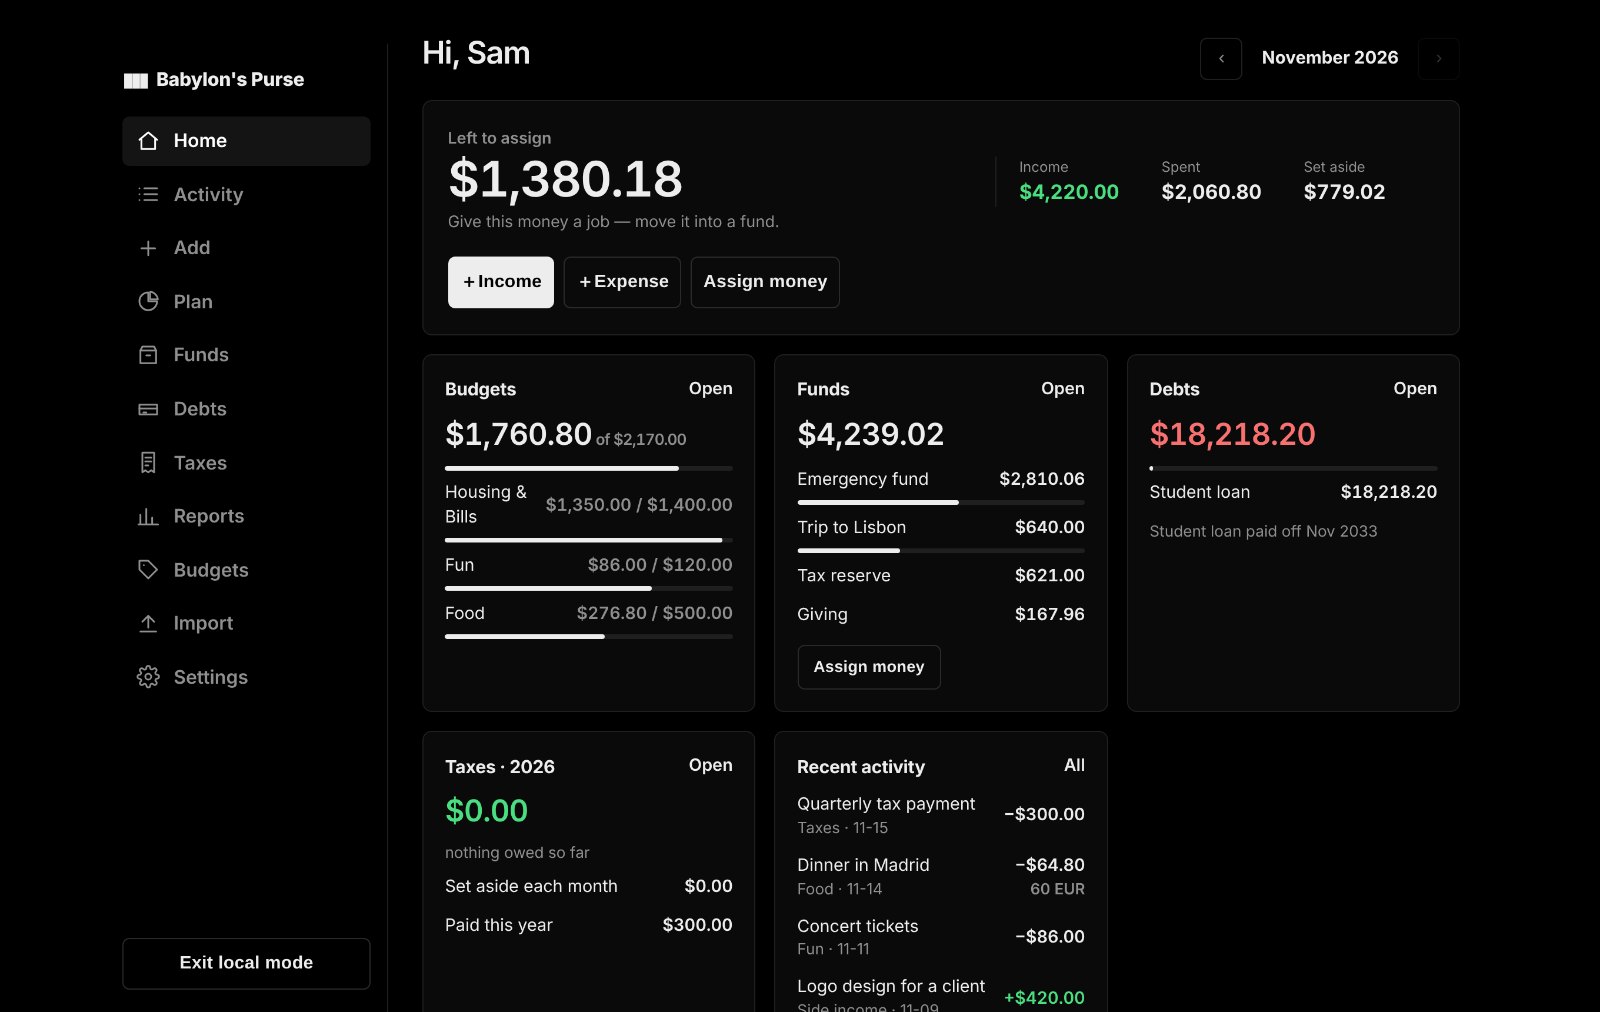 Babylon's Purse
Home
Activity
Add
Plan
Funds
Debts
Taxes
Reports
Budgets
Import
Settings
Exit local mode
Hi, Sam
‹ November 2026 ›
Left to assign
$1,380.18
Give this money a job — move it into a fund.
Income
$4,220.00
Spent
$2,060.80
Set aside
$779.02
+ Income
+ Expense
Assign money
Budgets Open
$1,760.80 of $2,170.00
Housing &
Bills
$1,350.00 / $1,400.00
Fun $86.00 / $120.00
Food $276.80 / $500.00
Funds Open
$4,239.02
Emergency fund $2,810.06
Trip to Lisbon $640.00
Tax reserve $621.00
Giving $167.96
Assign money
Debts Open
$18,218.20
Student loan $18,218.20
Student loan paid off Nov 2033
Taxes · 2026 Open
$0.00
nothing owed so far
Set aside each month $0.00
Paid this year $300.00
Recent activity All
Quarterly tax payment −$300.00
Taxes · 11-15
Dinner in Madrid −$64.80
Food · 11-14 60 EUR
Concert tickets −$86.00
Fun · 11-11
Logo design for a client +$420.00
Side income · 11-09